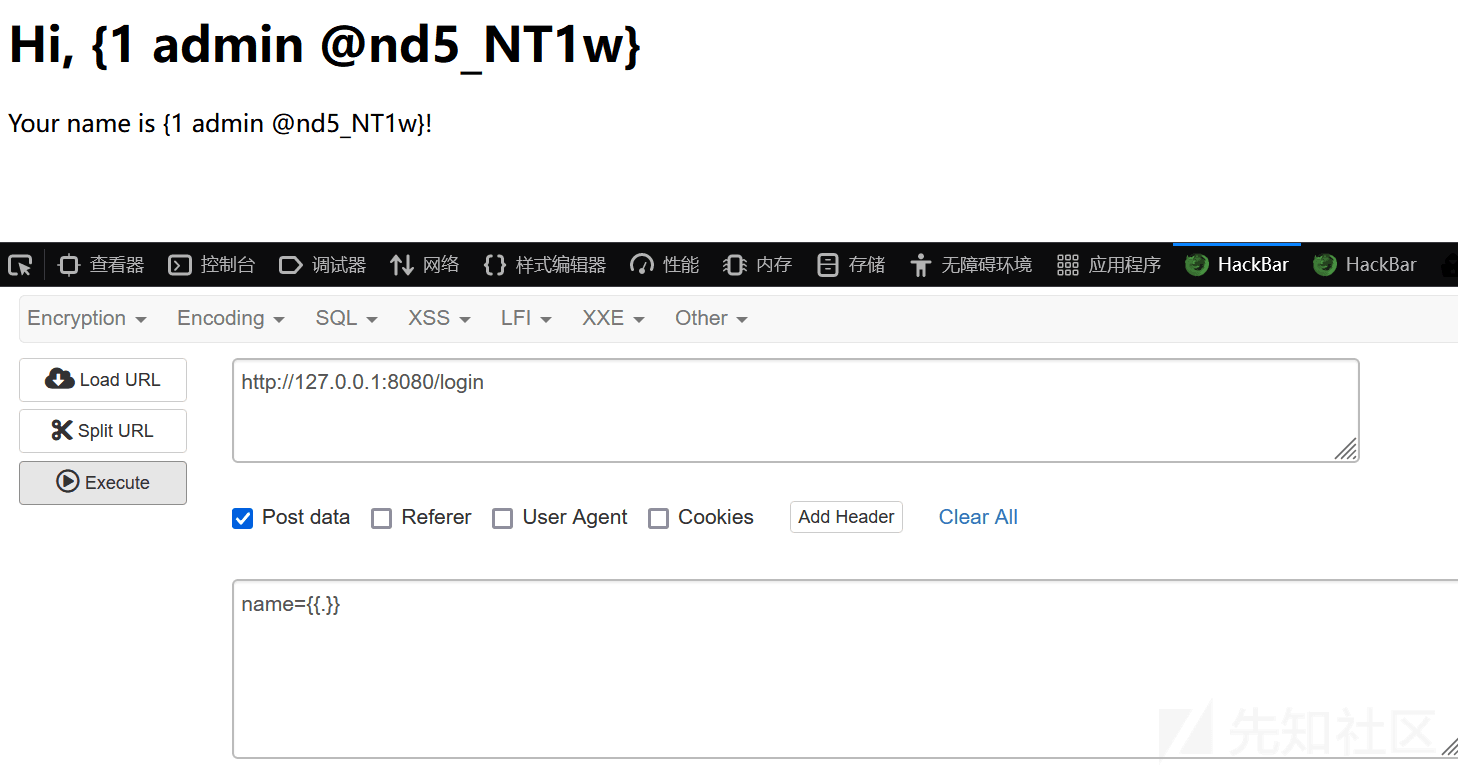 Hi, {1 admin @nd5_NT1w}
Your name is {1 admin @nd5_NT1w}!
查看器 控制台 调试器 网络 {} 样式编辑器 性能 内存 存储 无障碍环境 应用程序 HackBar HackBar
Encryption Encoding SQL XSS LFI XXE Other
Load URL
http://127.0.0.1:8080/login
Split URL
Execute
Post data Referer User Agent Cookies Add Header Clear All
name={{.}}
先知社区